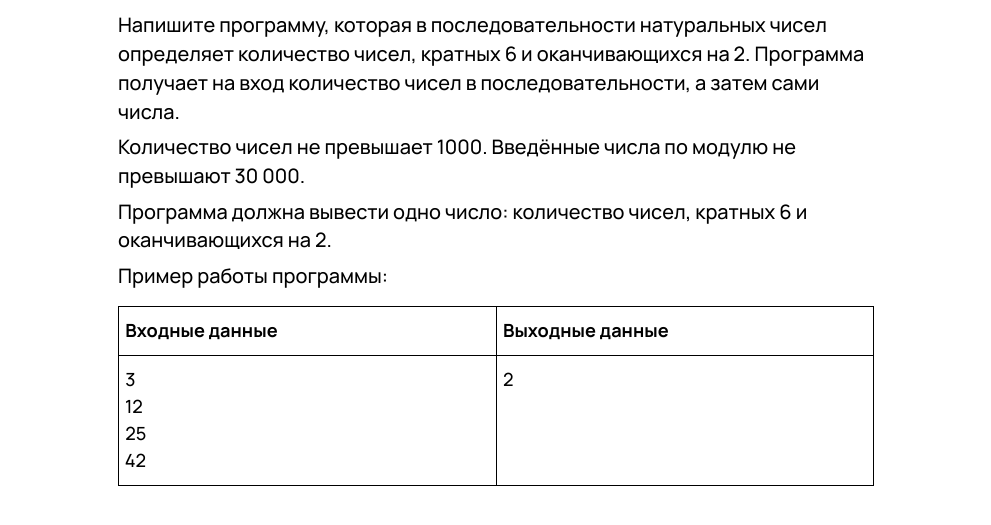 Напишите программу, которая в последовательности натуральных чисел
определяет количество чисел, кратных 6 и оканчивающихся на 2. Программа
получает на вход количество чисел в последовательности, а затем сами
числа.
Количество чисел не превышает 1000. Введённые числа по модулю не
превышают 30 000.
Программа должна вывести одно число: количество чисел, кратных 6 и
оканчивающихся на 2.
Пример работы программы:
Входные данные
Выходные данные
3
12
25
42
2